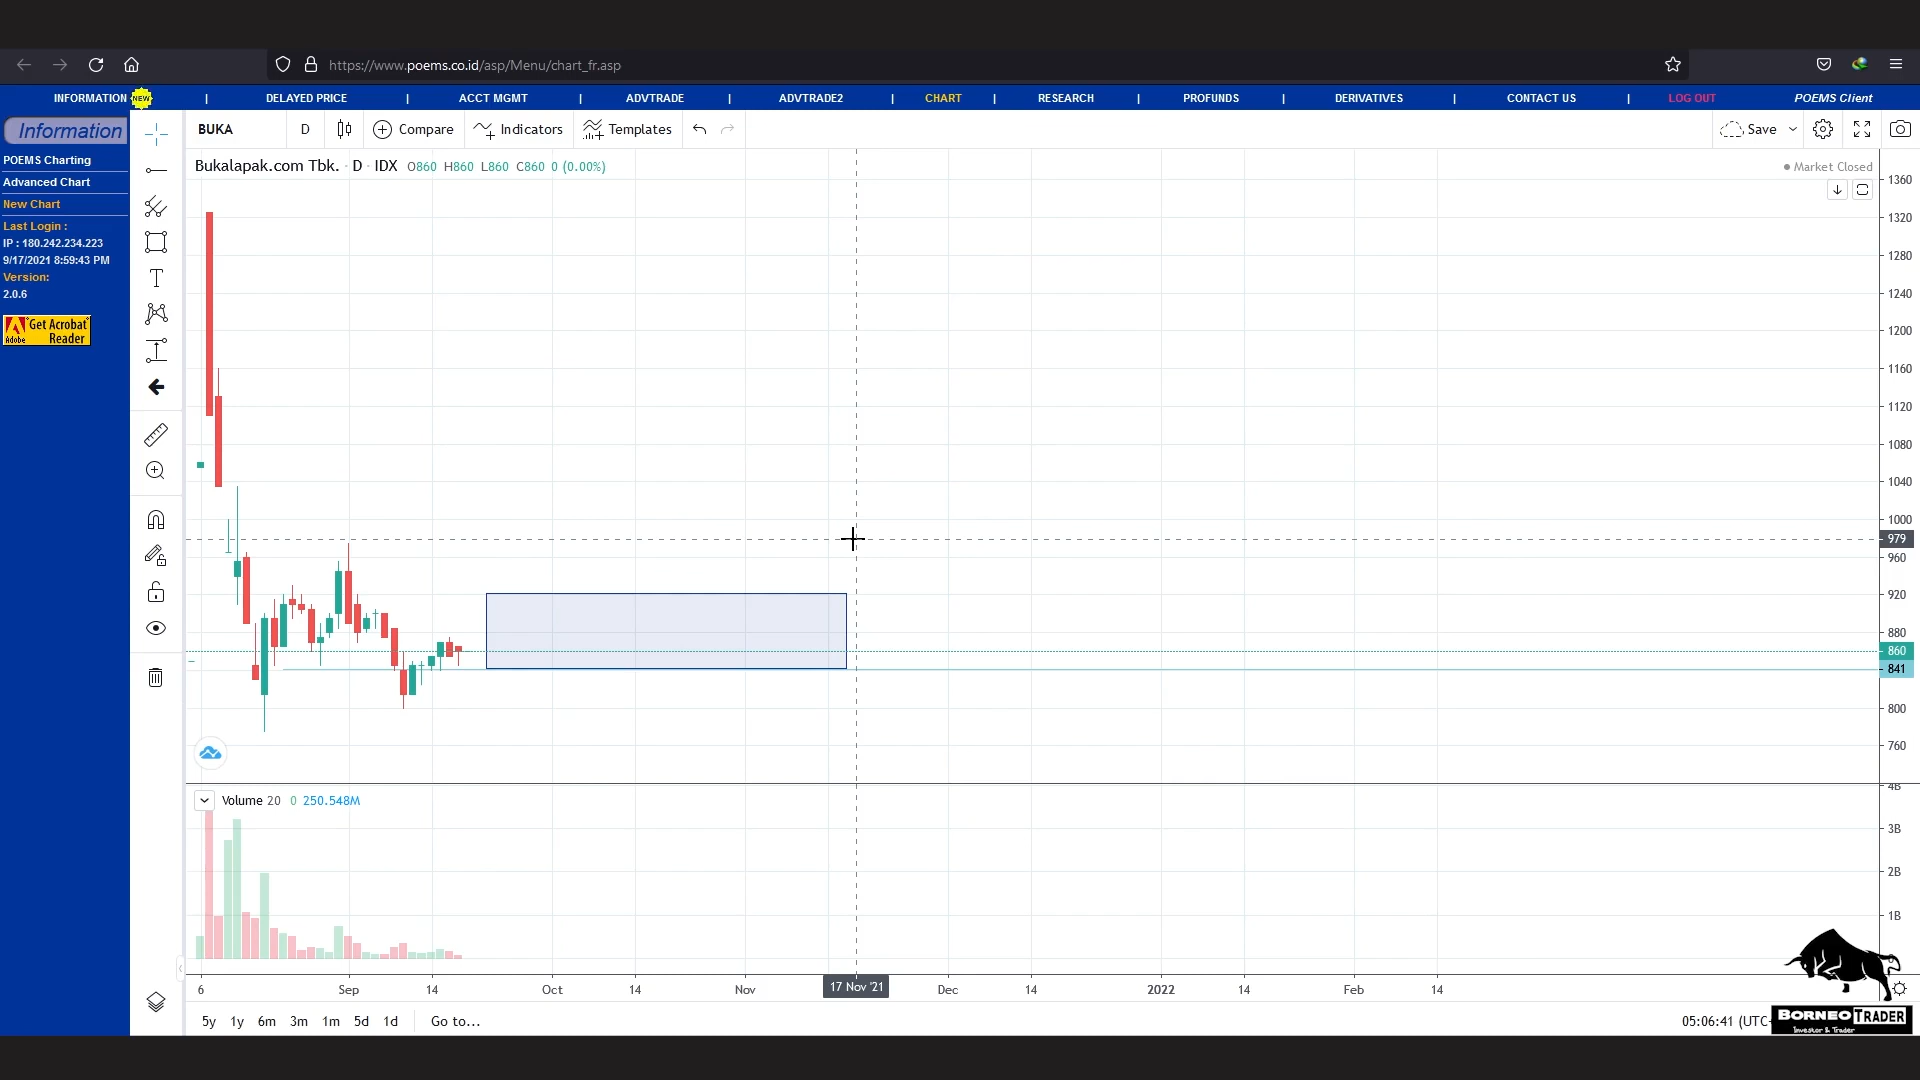 https://www.poems.co.id/asp/Menu/chart_fr.asp
INFORMATION NEW | DELAYED PRICE | ACCT MGMT | ADVTRADE | ADVTRADE2 | CHART | RESEARCH | PROFUNDS | DERIVATIVES | CONTACT US | LOG OUT POEMS Client
Information
POEMS Charting
Advanced Chart
New Chart
Last Login :
IP : 180.242.234.223
9/17/2021 8:59:43 PM
Version:
2.0.6
Get Acrobat
Adobe Reader
BUKA D Compare Indicators Templates Save
Bukalapak.com Tbk. · D · IDX O860 H860 L860 C860 0 (0.00%)
Market Closed
1360
1320
1280
1240
1200
1160
1120
1080
1040
1000
979
960
920
880
860
841
800
760
Volume 20 0 250.548M
4B
3B
2B
1B
6 Sep 14 Oct 14 Nov 17 Nov '21 Dec 14 2022 14 Feb 14
5y 1y 6m 3m 1m 5d 1d Go to...
05:06:41 (UTC
BORNEO TRADER
Investor & Trader